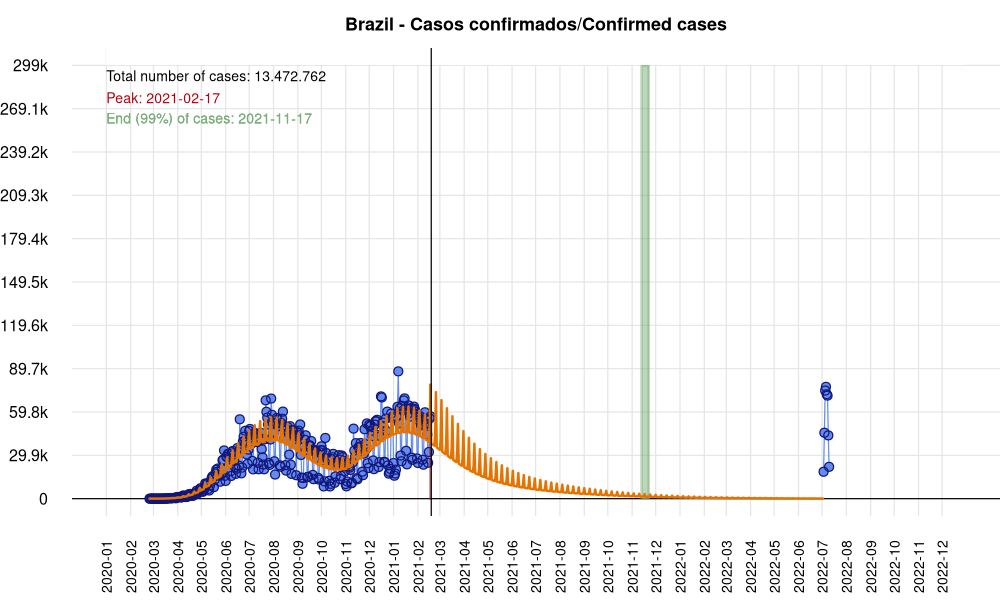 Brazil - Casos confirmados/Confirmed cases
299k
Total number of cases: 13.472.762
Peak: 2021-02-17
269.1k
End (99%) of cases: 2021-11-17
239.2k
209.3k
179.4k
149.5k
119.6k
89.7k
59.8k
29.9k
0
2020-01
2020-02
2020-03
2020-04
2020-05
2020-06
2020-07
2020-08
2020-09
2020-10
2020-11
2020-12
2021-01
2021-02
2021-03
2021-04
2021-05
2021-06
2021-07
2021-08
2021-09
2021-10
2021-11
2021-12
2022-01
2022-02
2022-03
2022-04
2022-05
2022-06
2022-07
2022-08
2022-09
2022-10
2022-11
2022-12